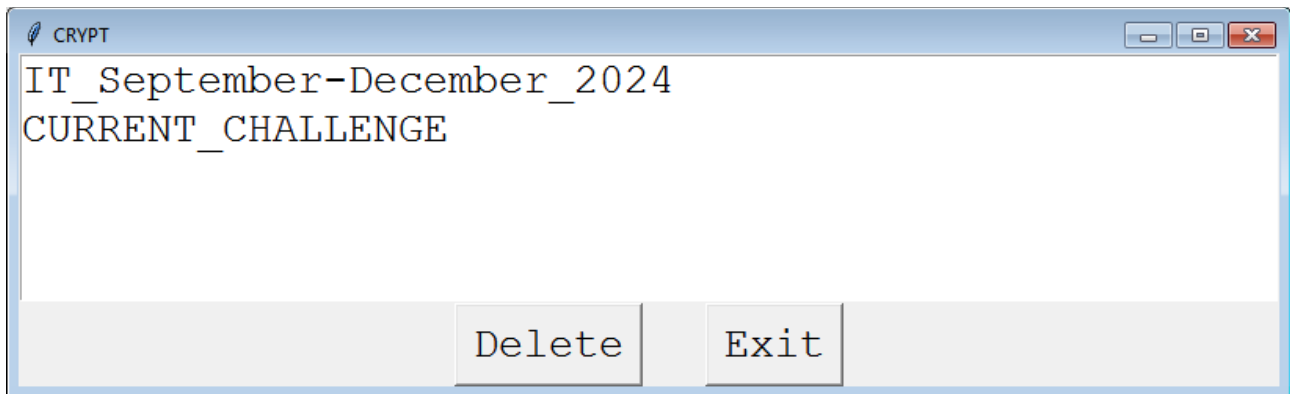 CRYPT
IT_September-December_2024
CURRENT_CHALLENGE
Delete Exit